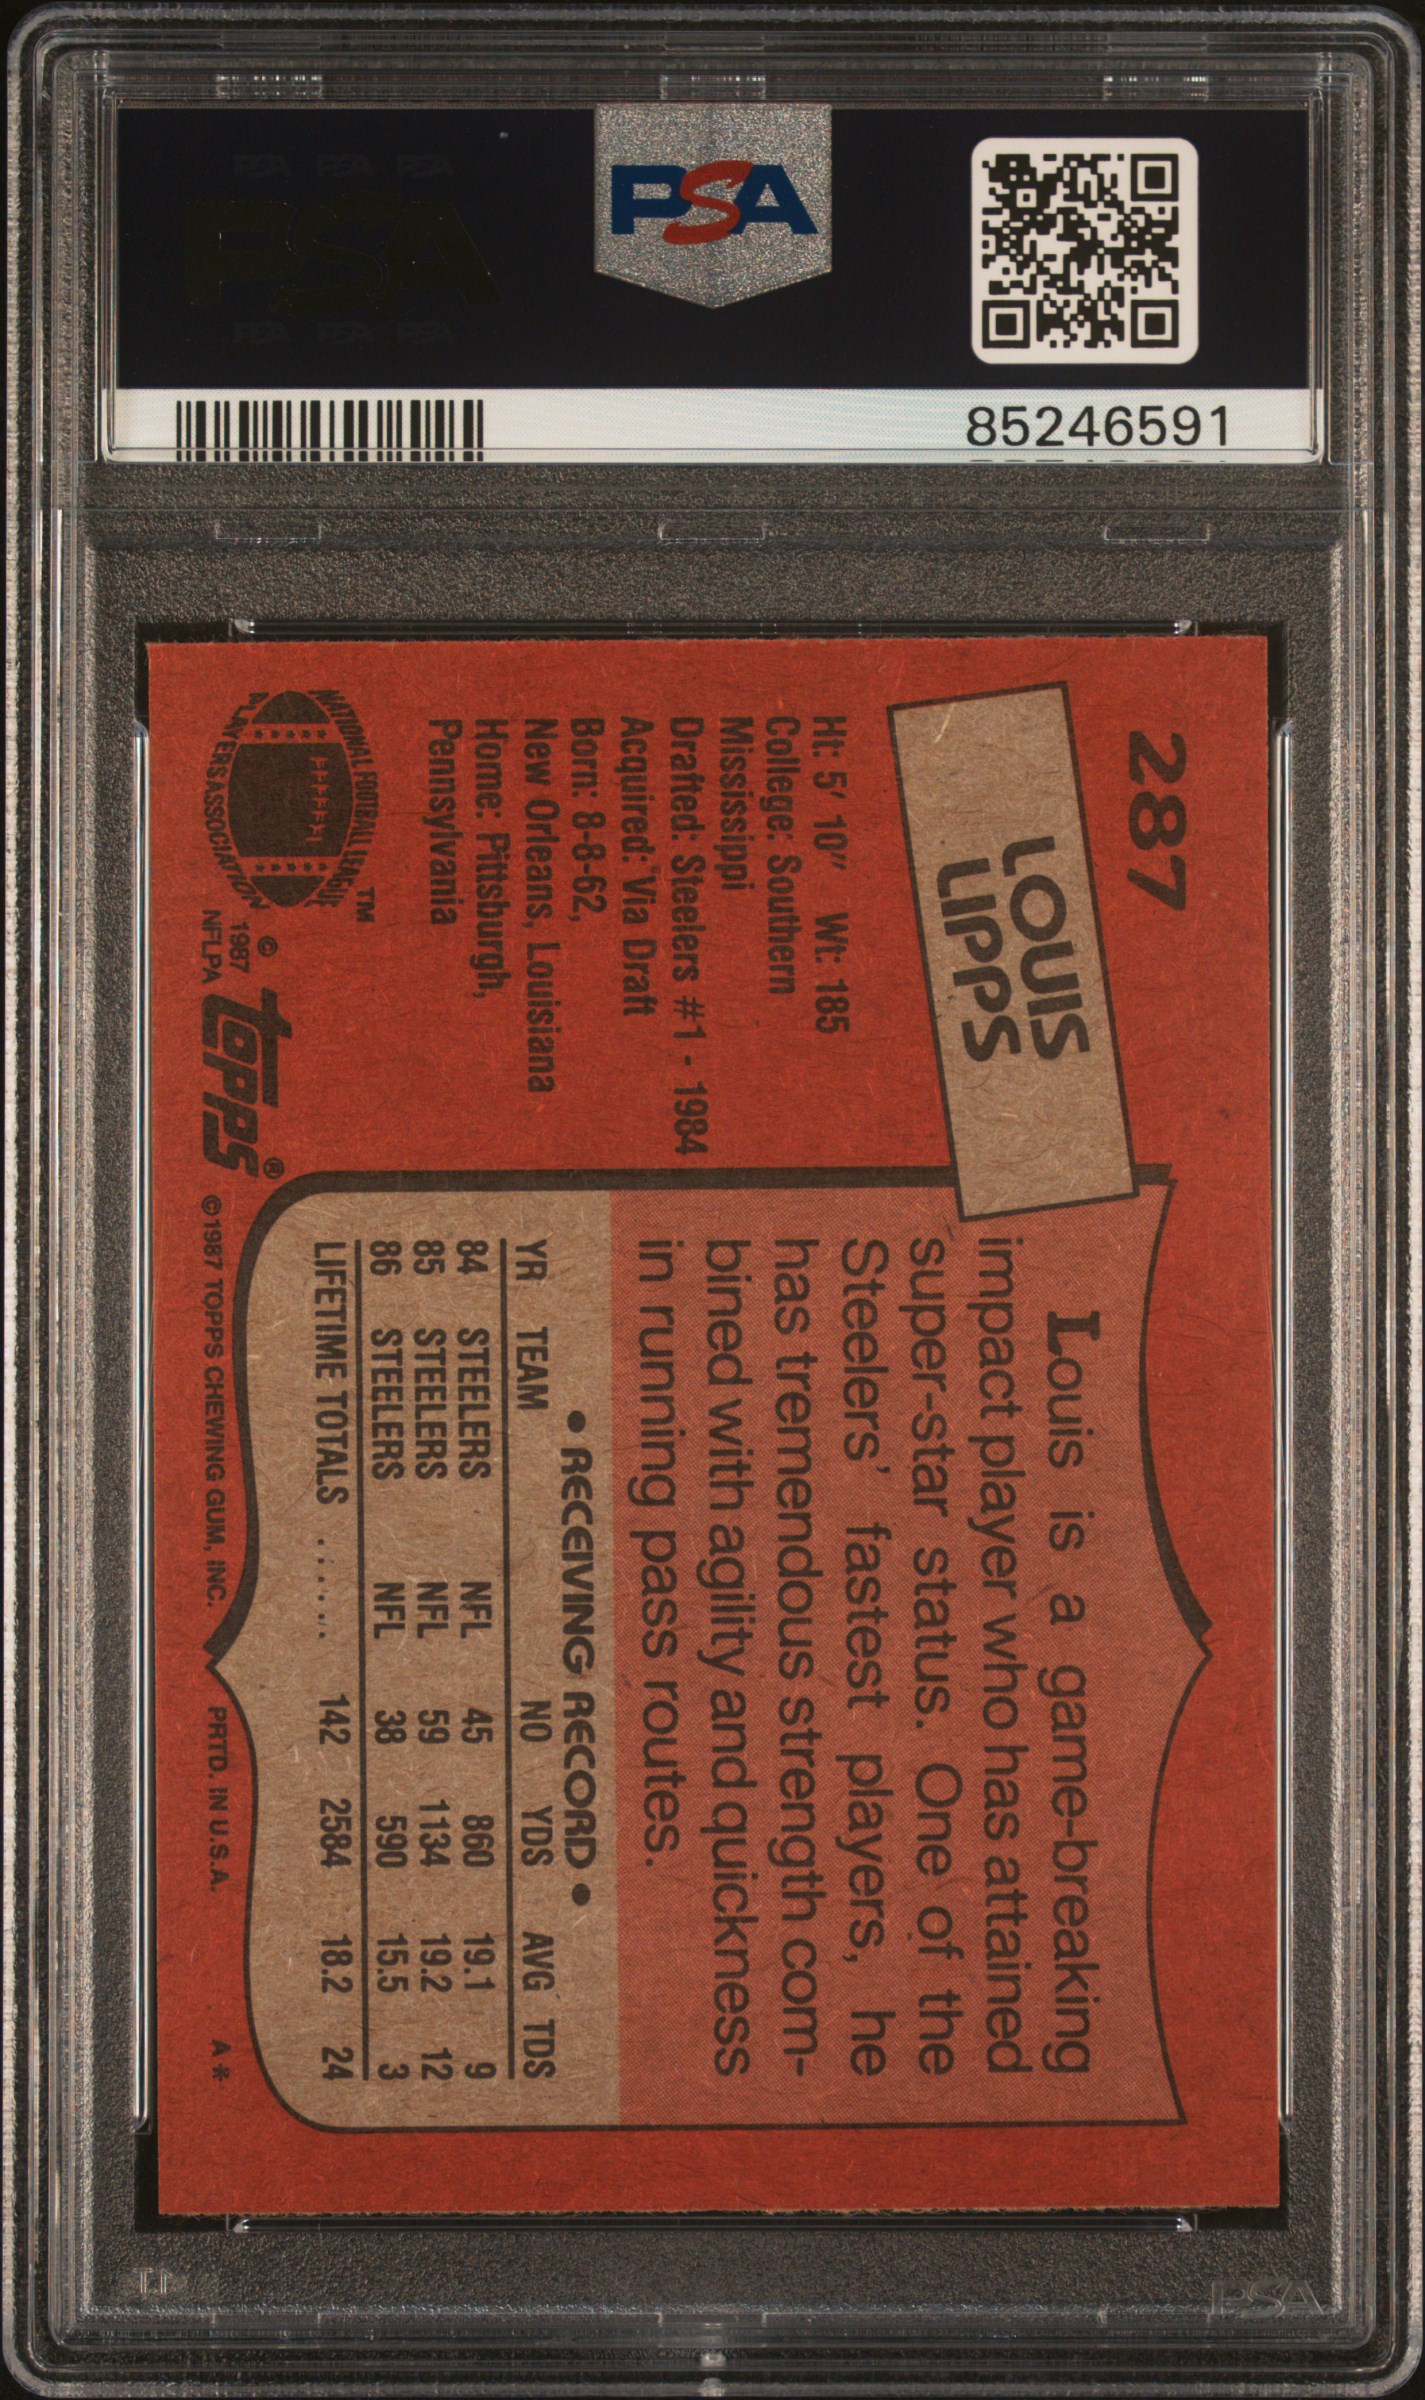 PSA
85246591
287
LOUIS
LIPPS
Ht: 5' 10" Wt: 185
College: Southern
Mississippi
Drafted: Steelers #1 - 1984
Acquired: Via Draft
Born: 8-8-62,
New Orleans, Louisiana
Home: Pittsburgh,
Pennsylvania
NATIONAL FOOTBALL LEAGUE
PLAYERS ASSOCIATION
TM
©
1987
NFLPA
Topps®
Louis is a game-breaking
impact player who has attained
super-star status. One of the
Steelers' fastest players, he
has tremendous strength com-
bined with agility and quickness
in running pass routes.
• RECEIVING RECORD •
YR TEAM NO YDS AVG TDS
84 STEELERS NFL 45 860 19.1 9
85 STEELERS NFL 59 1134 19.2 12
86 STEELERS NFL 38 590 15.5 3
LIFETIME TOTALS ....... 142 2584 18.2 24
©1987 TOPPS CHEWING GUM, INC. PRTD. IN U.S.A. A*
PSA